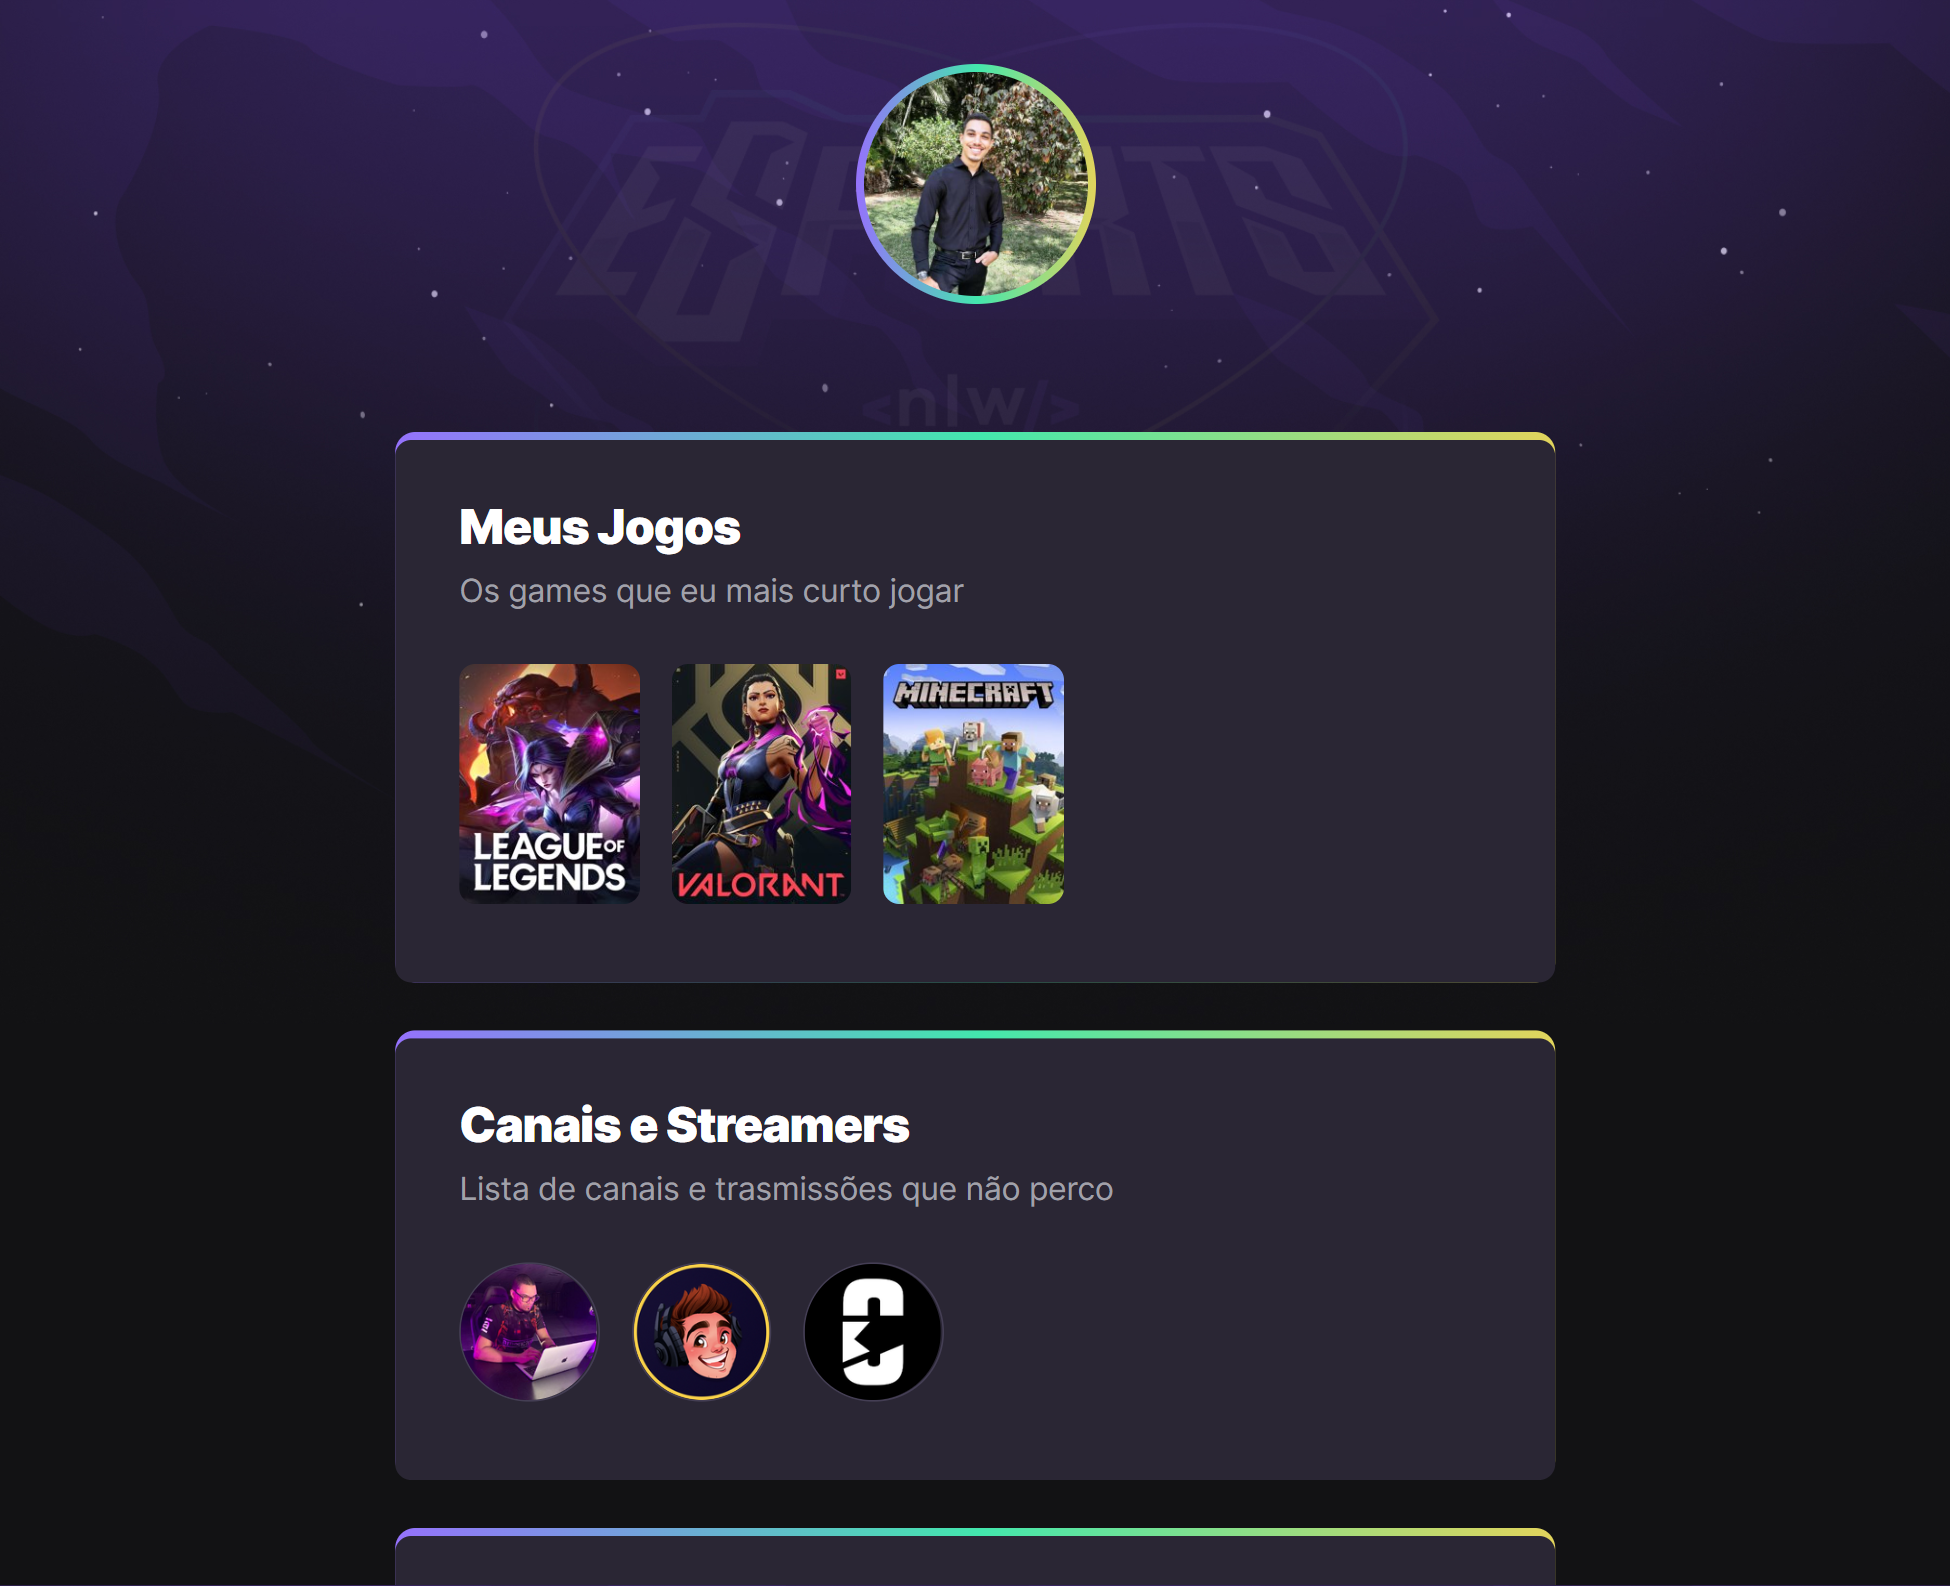 ESPORTS
<nlw/>
Meus Jogos
Os games que eu mais curto jogar
LEAGUE OF
LEGENDS
VALORANT
MINECRAFT
Canais e Streamers
Lista de canais e trasmissões que não perco